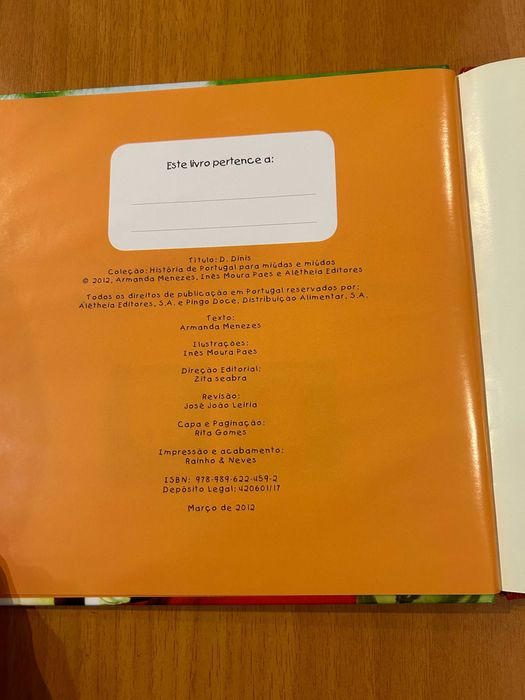 Este livro pertence a:
Título: D. Dinis
Coleção: História de Portugal para miúdas e miúdos
© 2012, Armanda Menezes, Inês Moura Paes e Alêtheia Editores
Todos os direitos de publicação em Portugal reservados por:
Alêtheia Editores, S.A. e Pingo Doce, Distribuição Alimentar, S.A.
Texto:
Armanda Menezes
Ilustrações:
Inês Moura Paes
Direção Editorial:
Zita seabra
Revisão:
José João Leiria
Capa e Paginação:
Rita Gomes
Impressão e acabamento:
Rainho & Neves
ISBN: 978-989-622-459-2
Depósito Legal: 420601/17
Março de 2012